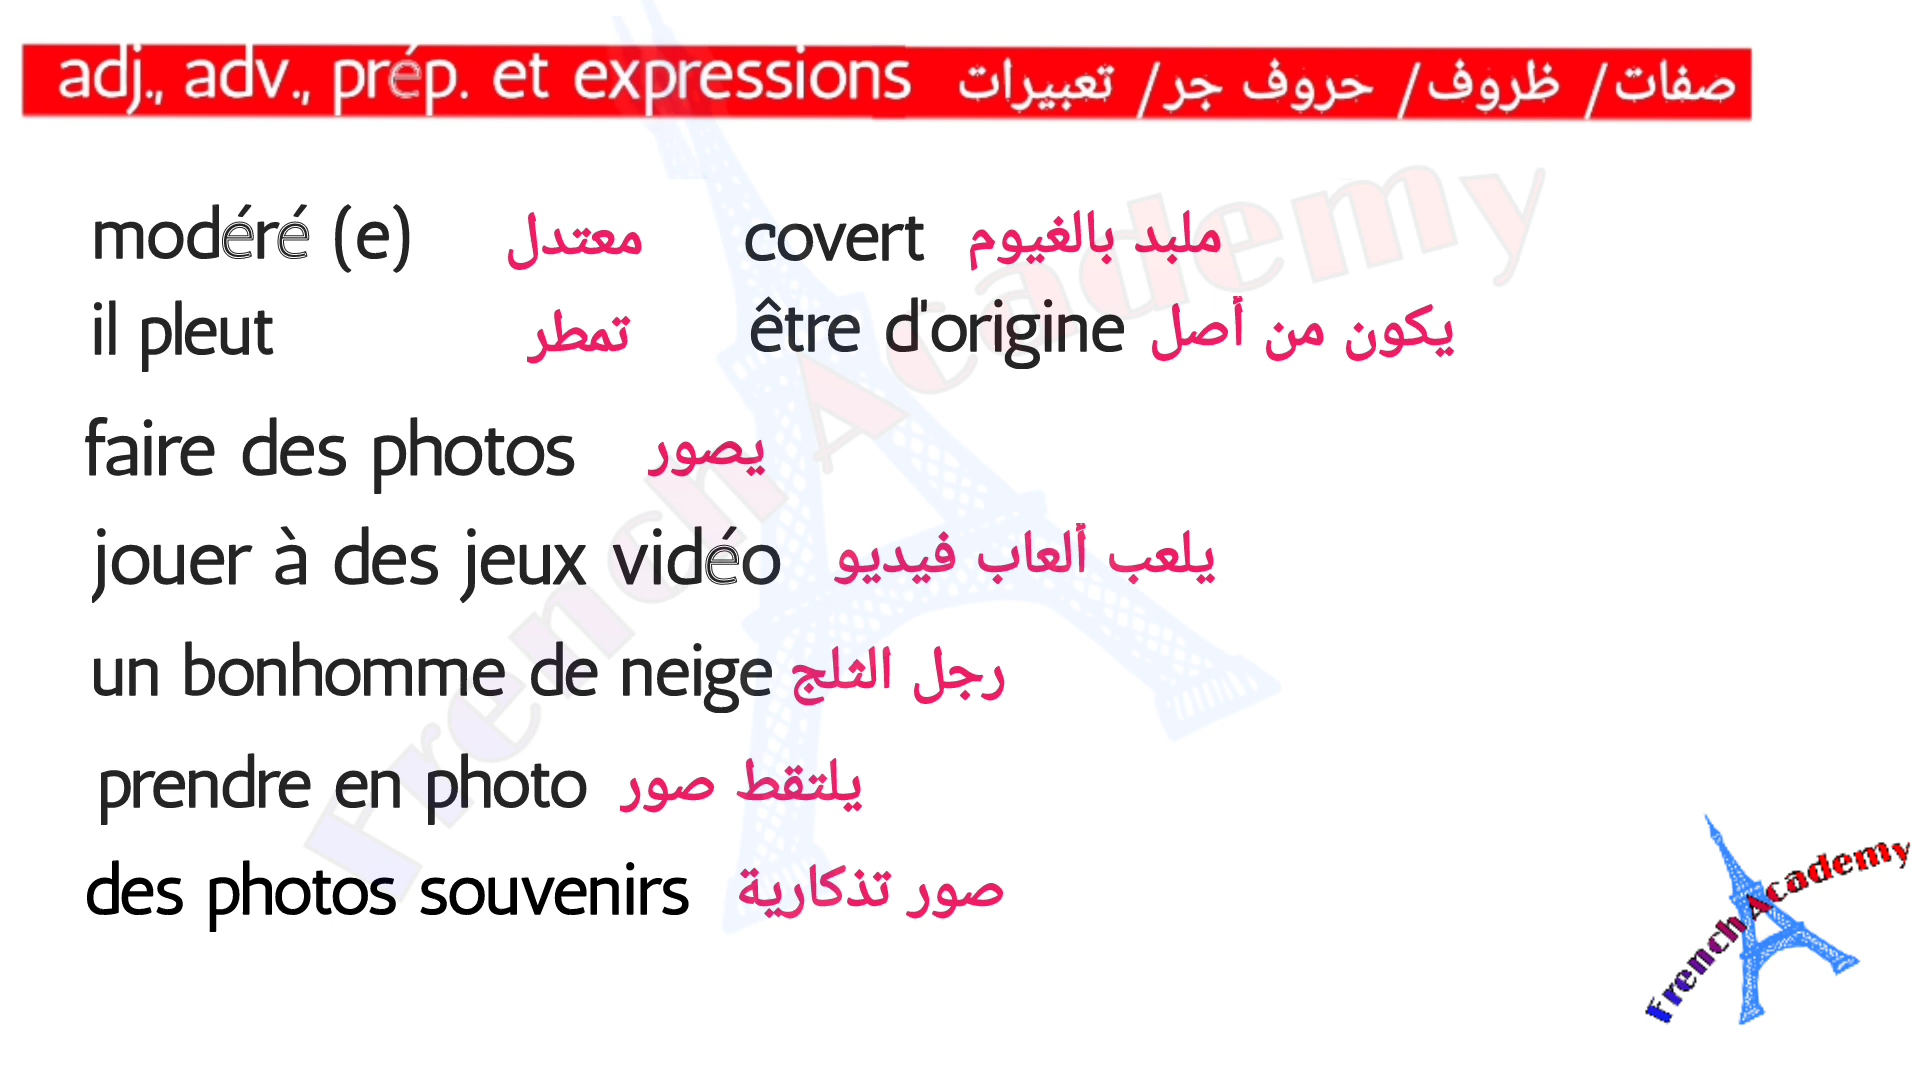 adj., adv., prép. et expressions صفات/ ظروف/ حروف جر/ تعبيرات
modéré (e) معتدل covert ملبد بالغيوم
il pleut تمطر être d'origine يكون من أصل
faire des photos يصور
jouer à des jeux vidéo يلعب ألعاب فيديو
un bonhomme de neige رجل الثلج
prendre en photo يلتقط صور
des photos souvenirs صور تذكارية
French Academy
French Academy